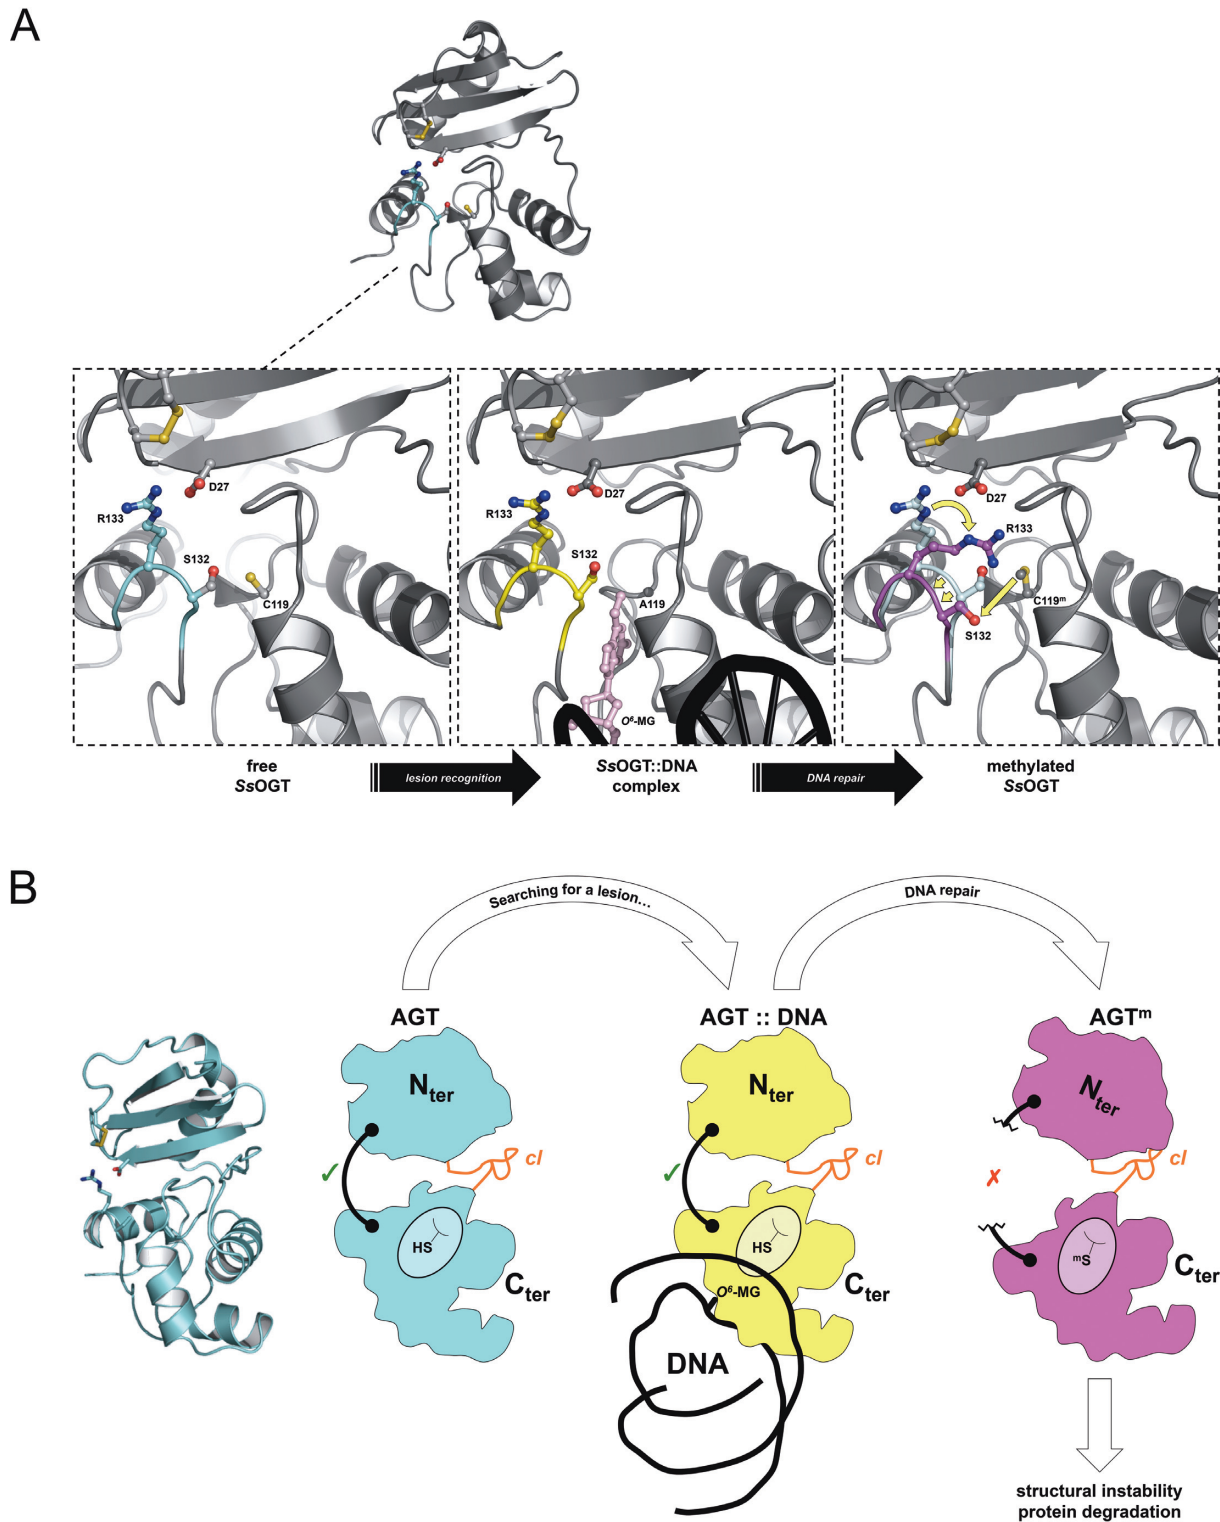 A
D27
R133
S132
C119
D27
R133
S132
A119
O⁶-MG
D27
R133
C119ᵐ
S132
free
SsOGT
lesion recognition
SsOGT::DNA
complex
DNA repair
methylated
SsOGT
B
Searching for a lesion...
DNA repair
AGT
AGT :: DNA
AGTᵐ
Nter
Nter
Nter
✓
cl
✓
cl
✗
cl
HS
HS
ᵐS
Cter
Cter
Cter
O⁶-MG
DNA
structural instability
protein degradation